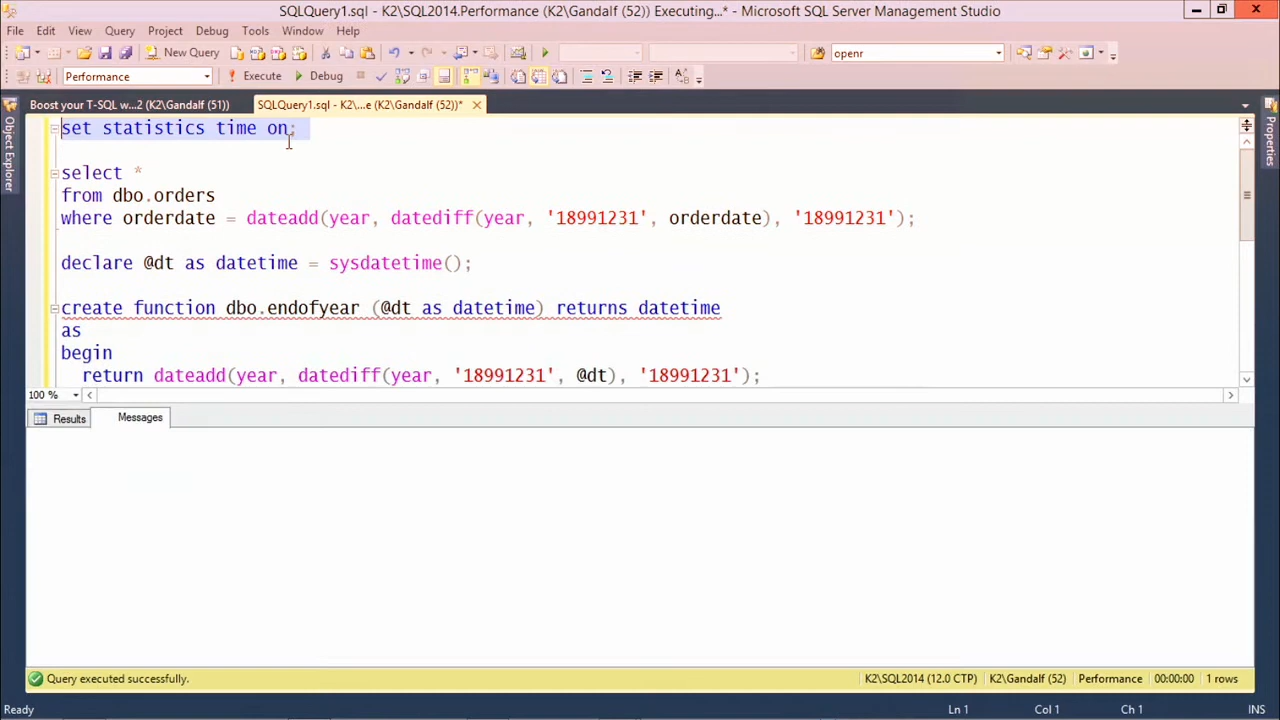 SQLQuery1.sql - K2\SQL2014.Performance (K2\Gandalf (52)) Executing...* - Microsoft SQL Server Management Studio
File Edit View Query Project Debug Tools Window Help
New Query openr
Performance Execute Debug
Boost your T-SQL w...2 (K2\Gandalf (51)) SQLQuery1.sql - K2\...e (K2\Gandalf (52))*
Object Explorer
Properties
set statistics time on;
select *
from dbo.orders
where orderdate = dateadd(year, datediff(year, '18991231', orderdate), '18991231');
declare @dt as datetime = sysdatetime();
create function dbo.endofyear (@dt as datetime) returns datetime
as
begin
return dateadd(year, datediff(year, '18991231', @dt), '18991231');
100 %
Results Messages
Query executed successfully. K2\SQL2014 (12.0 CTP) K2\Gandalf (52) Performance 00:00:00 1 rows
Ready Ln 1 Col 1 Ch 1 INS